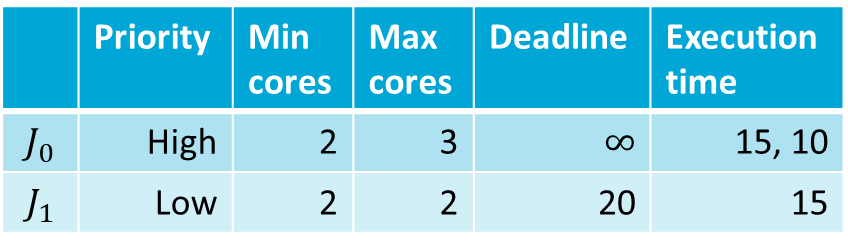 Priority Min cores Max cores Deadline Execution time
J₀ High 2 3 ∞ 15, 10
J₁ Low 2 2 20 15